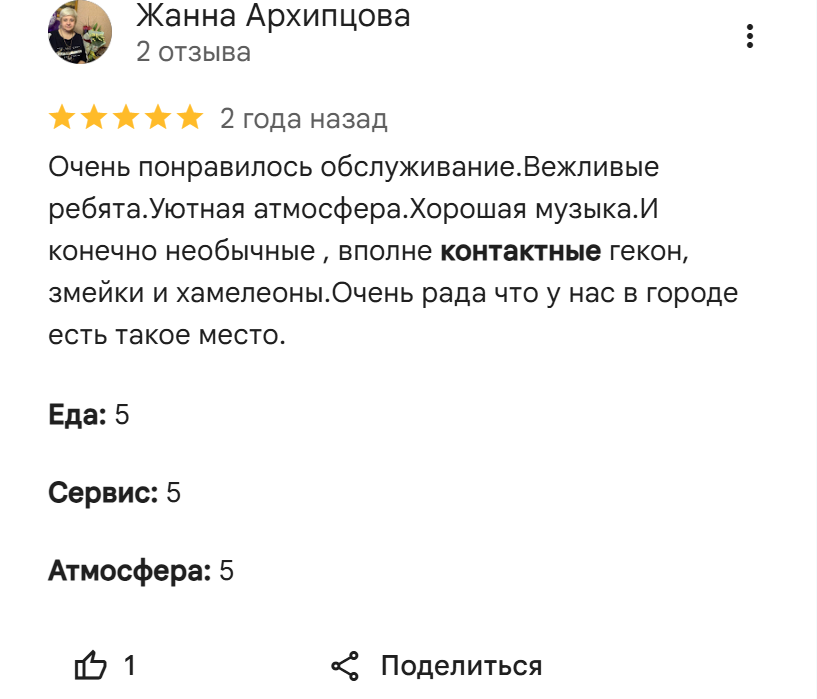 Жанна Архипцова
2 отзыва
2 года назад
Очень понравилось обслуживание.Вежливые
ребята.Уютная атмосфера.Хорошая музыка.И
конечно необычные , вполне контактные гекон,
змейки и хамелеоны.Очень рада что у нас в городе
есть такое место.
Еда: 5
Сервис: 5
Атмосфера: 5
1
Поделиться